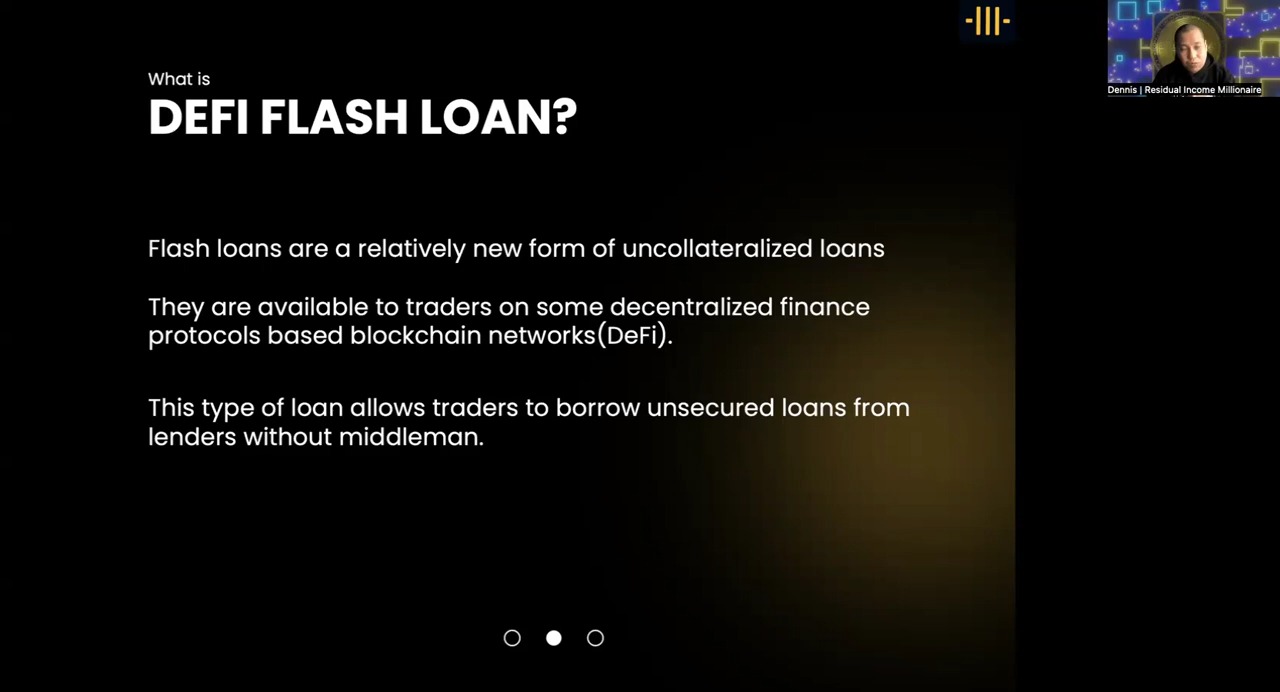 What is
DEFI FLASH LOAN?
Flash loans are a relatively new form of uncollateralized loans
They are available to traders on some decentralized finance
protocols based blockchain networks(DeFi).
This type of loan allows traders to borrow unsecured loans from
lenders without middleman.
Dennis | Residual Income Millionaire